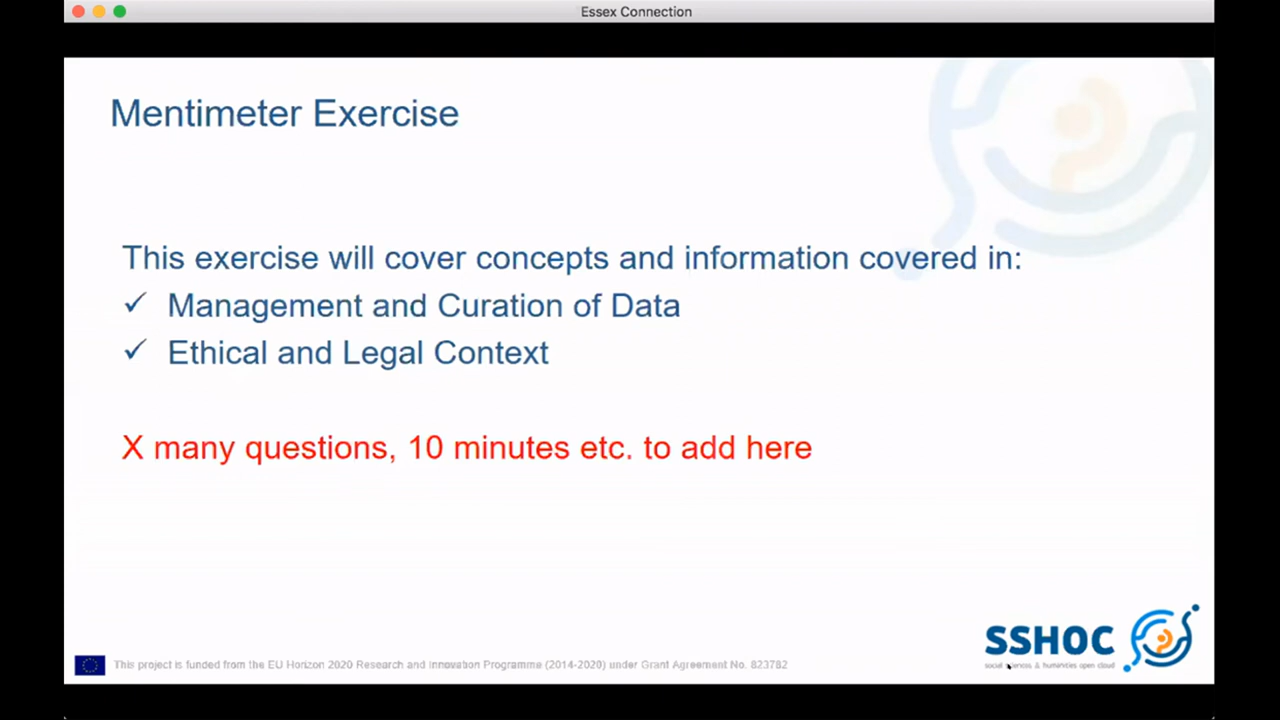 Essex Connection
Mentimeter Exercise
This exercise will cover concepts and information covered in:
✓ Management and Curation of Data
✓ Ethical and Legal Context
X many questions, 10 minutes etc. to add here
SSHOC
social sciences & humanities open cloud
This project is funded from the EU Horizon 2020 Research and Innovation Programme (2014-2020) under Grant Agreement No. 823782